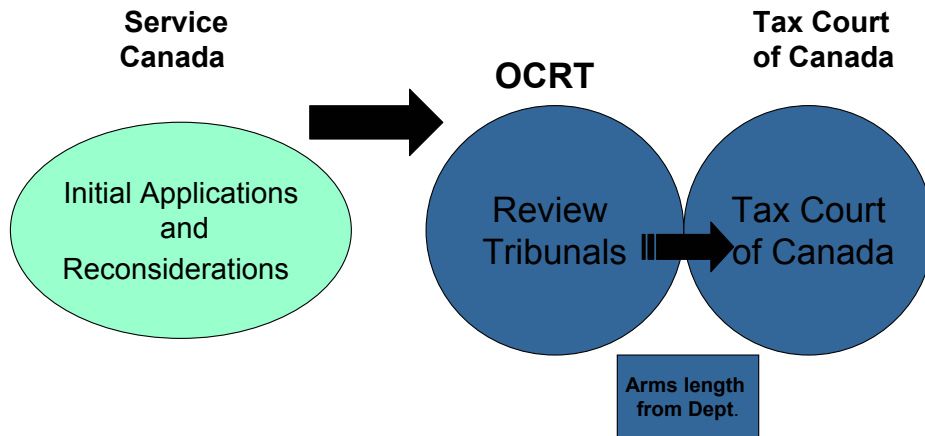 Service
Canada
Initial Applications
and
Reconsiderations
OCRT
Review
Tribunals
Tax Court
of Canada
Tax Court
of Canada
Arms length
from Dept.